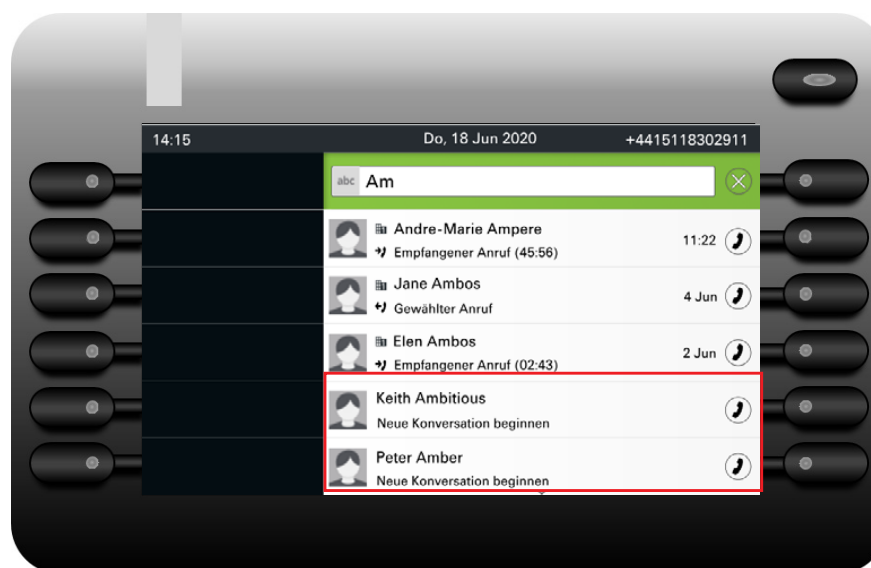 14:15 Do, 18 Jun 2020 +4415118302911
abc Am
Andre-Marie Ampere
Empfangener Anruf (45:56) 11:22
Jane Ambos
Gewählter Anruf 4 Jun
Elen Ambos
Empfangener Anruf (02:43) 2 Jun
Keith Ambitious
Neue Konversation beginnen
Peter Amber
Neue Konversation beginnen